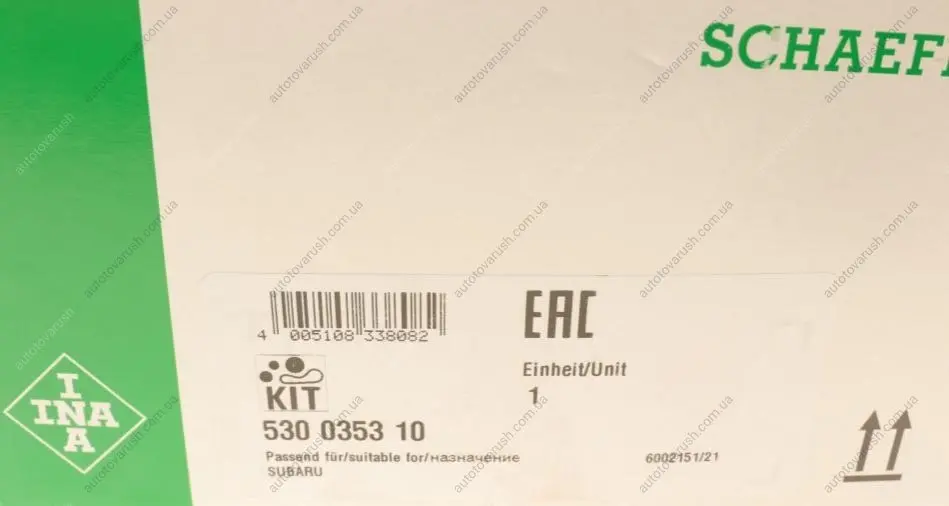 SCHAEFF
4 005108 338082
EAC
KIT
Einheit/Unit
1
530 0353 10
Passend für/suitable for/назначение
SUBARU
6002151/21
I
INA
A
autotovarush.com.ua